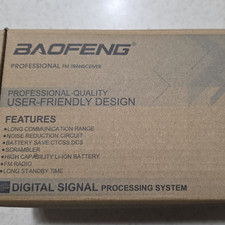 BAOFENG
PROFESSIONAL FM TRANSCEIVER
PROFESSIONAL-QUALITY
USER-FRIENDLY DESIGN
FEATURES
•LONG COMMUNICATION RANGE
•NOISE REDUCTION CIRCUIT
•BATTERY SAVE CTCSS DCS
•SCRAMBLER
•HIGH CAPABILITY LI-ION BATTERY
•FM RADIO
•LONG STANDBY TIME
DIGITAL SIGNAL PROCESSING SYSTEM